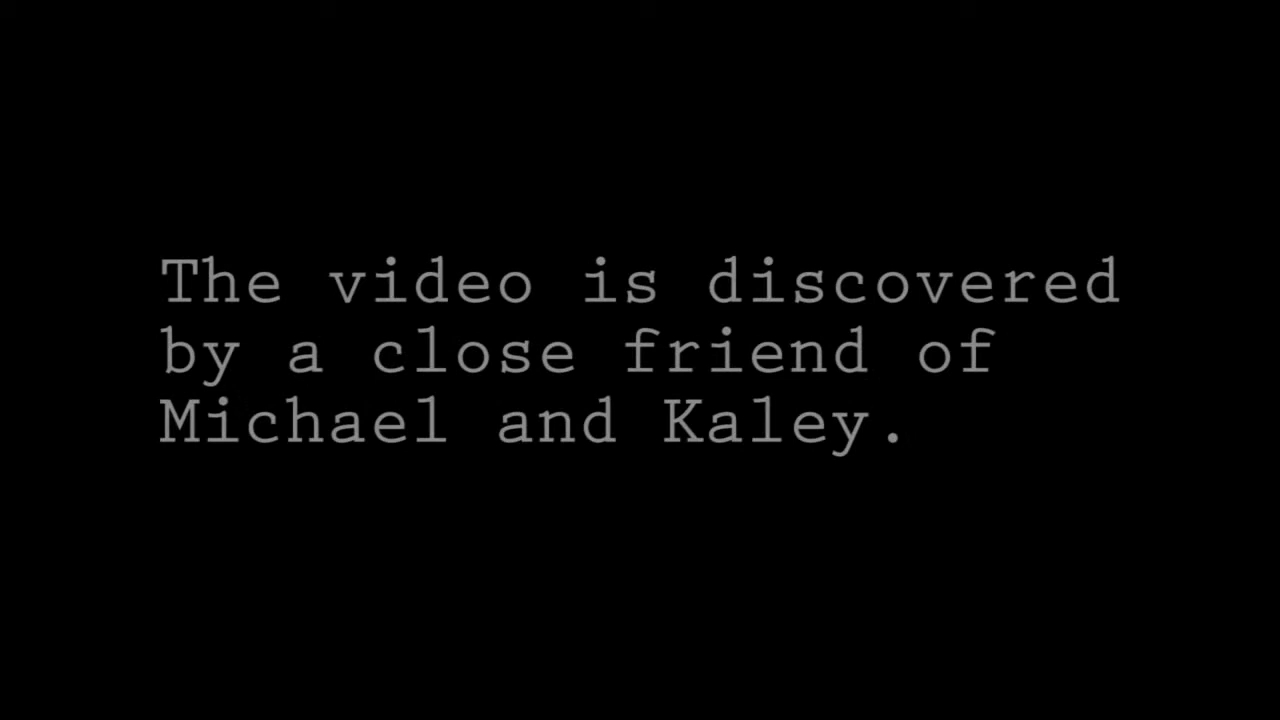 The video is discovered
by a close friend of
Michael and Kaley.